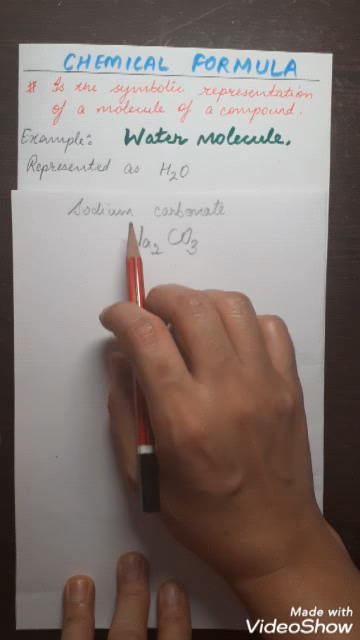 CHEMICAL FORMULA
# Is the symbolic representation
of a molecule of a compound.
Example:- Water Molecule.
Represented as H₂O
Sodium carbonate
Na₂ CO₃
Made with
VideoShow